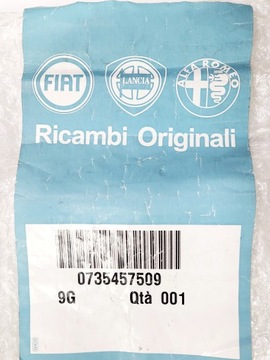 FIAT LANCIA ALFA ROMEO
Ricambi Originali
0735457509
9G Qtà 001